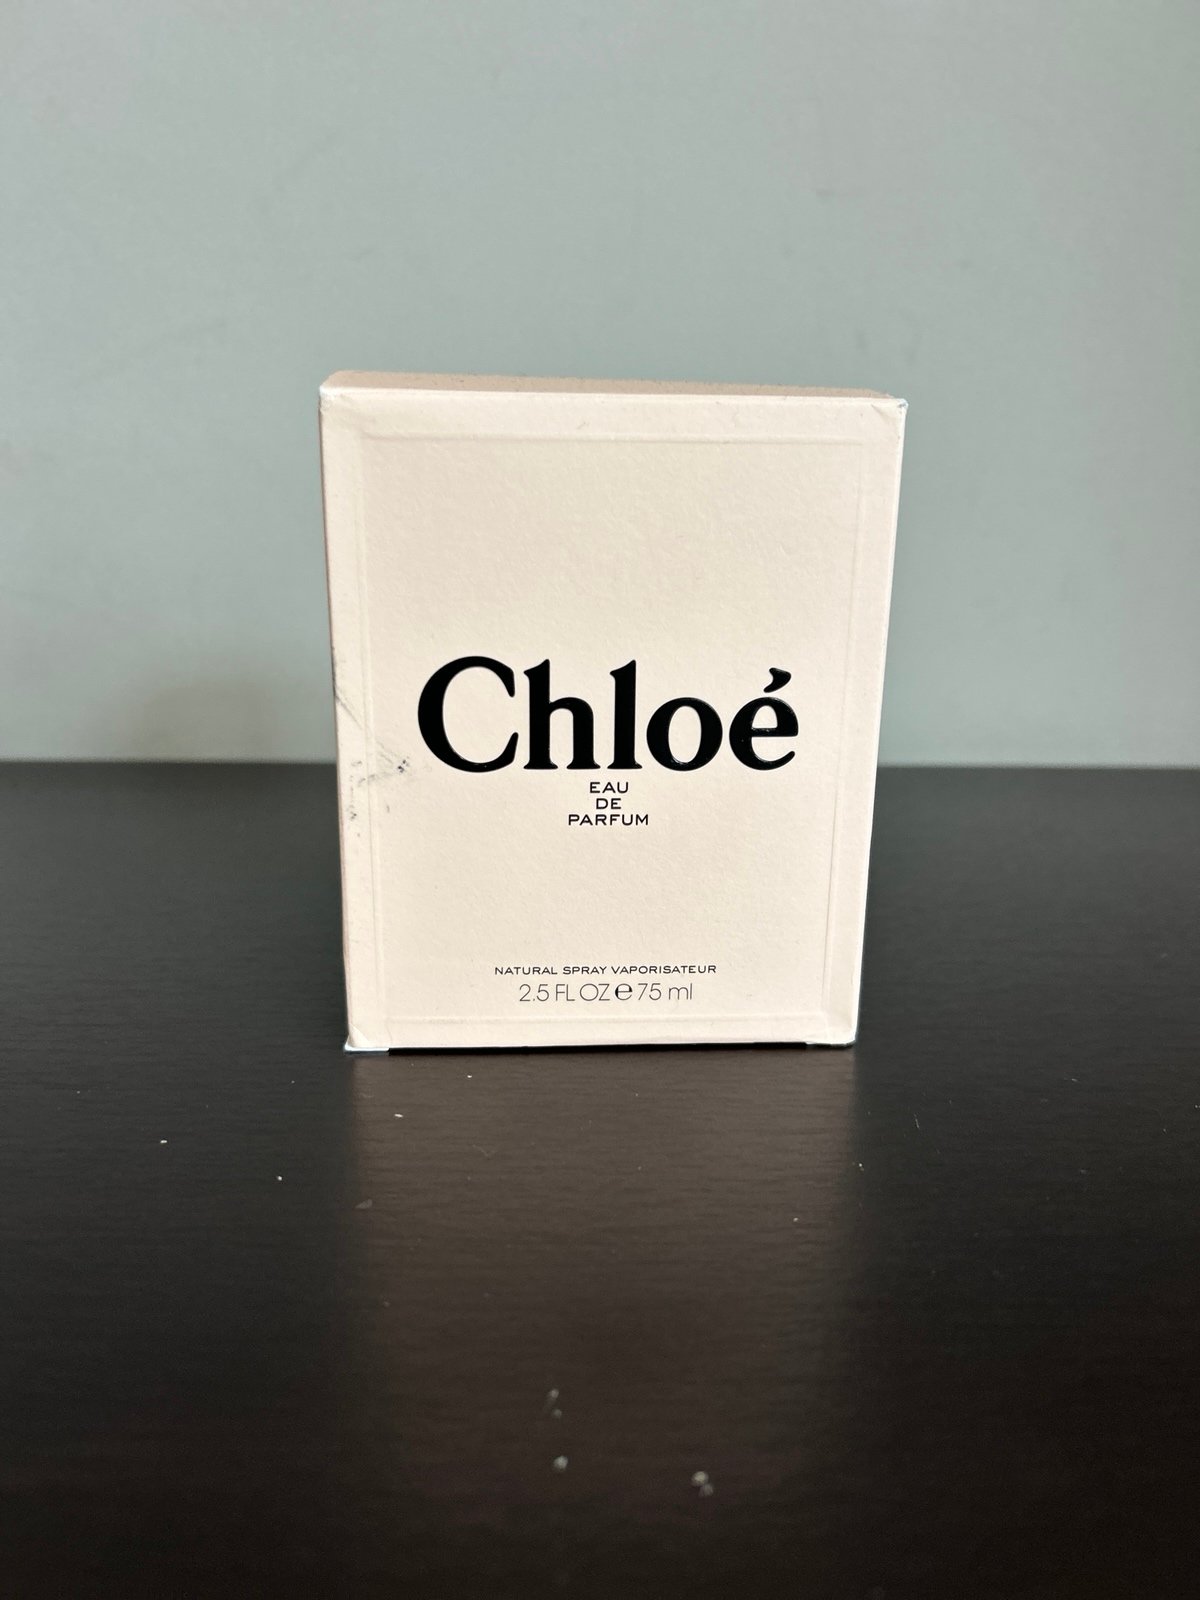 Chloé
EAU
DE
PARFUM
NATURAL SPRAY VAPORISATEUR
2.5 FL OZ ℮ 75 ml